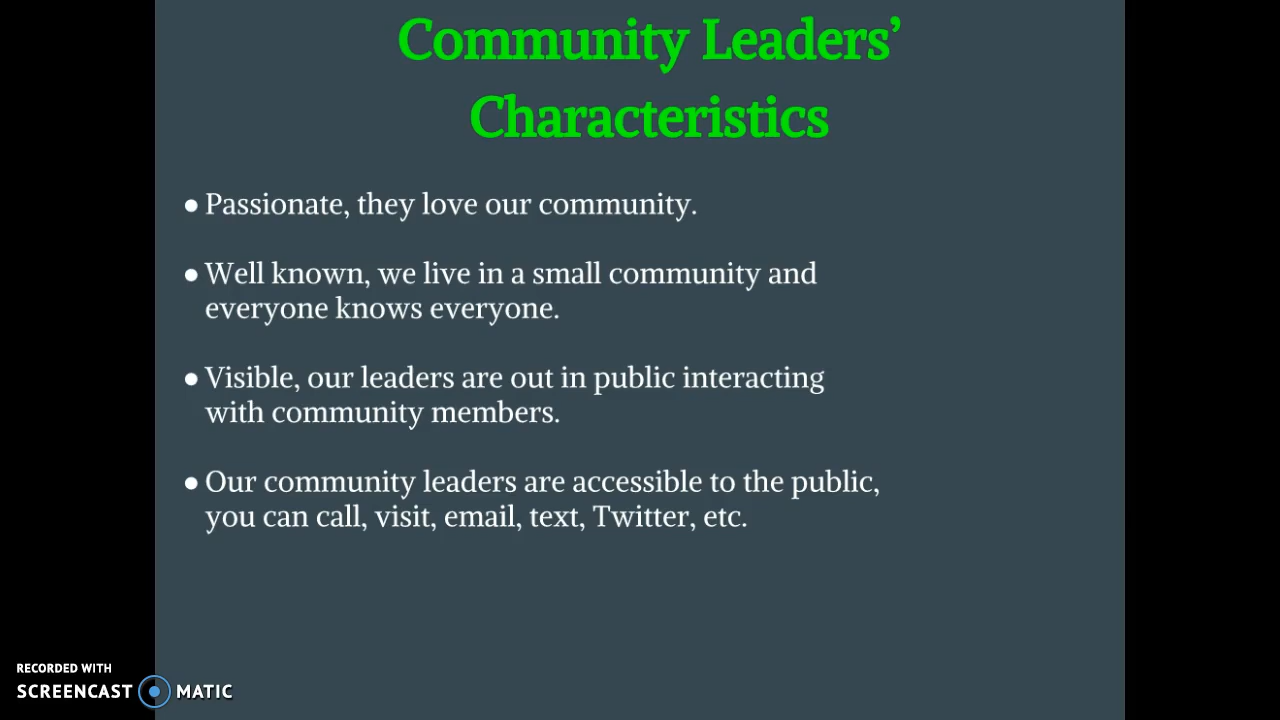 Community Leaders’
Characteristics
● Passionate, they love our community.
● Well known, we live in a small community and
everyone knows everyone.
● Visible, our leaders are out in public interacting
with community members.
● Our community leaders are accessible to the public,
you can call, visit, email, text, Twitter, etc.
RECORDED WITH
SCREENCAST MATIC